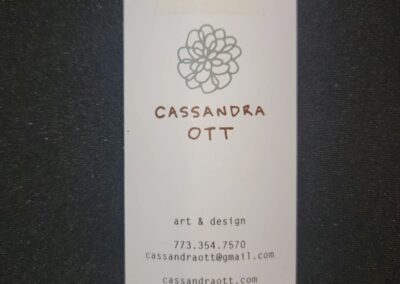 CASSANDRA
OTT
art & design
773.354.7570
cassandraott@gmail.com
cassandraott.com